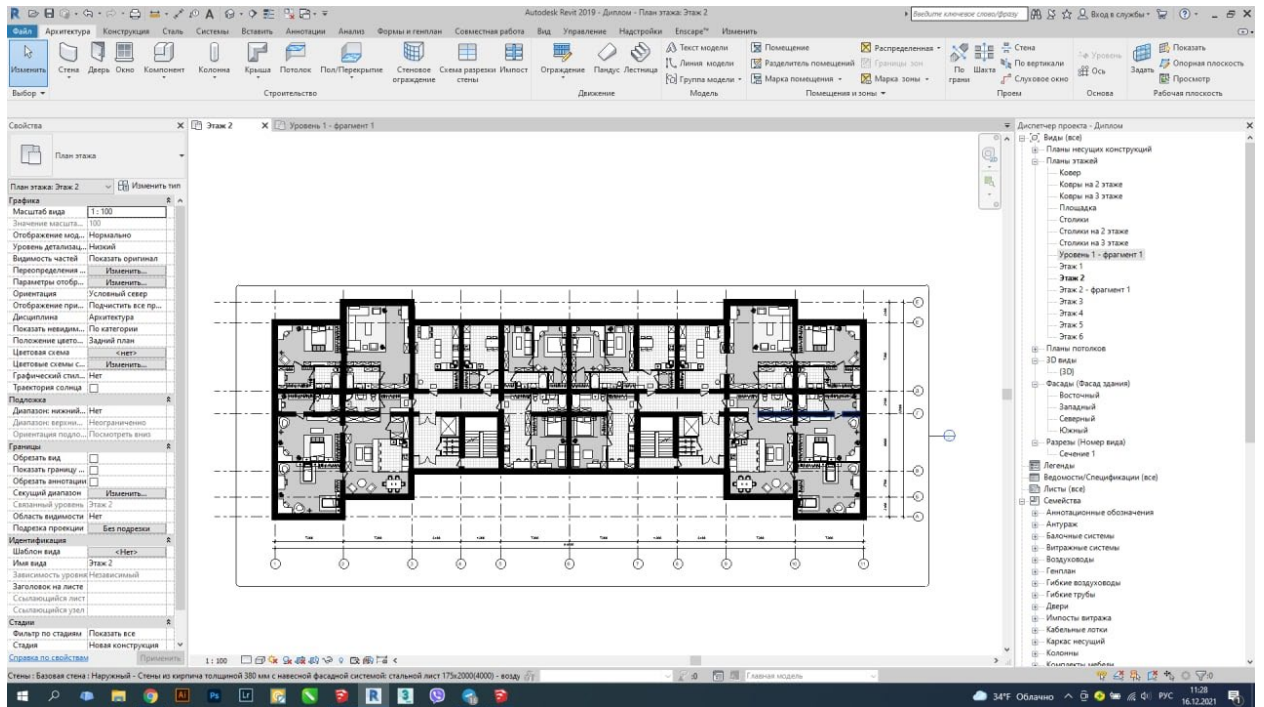 Autodesk Revit 2019 - Диплом - План этажа: Этаж 2
Введите ключевое слово/фразу
Вход в службы
Файл Архитектура Конструкция Сталь Системы Вставить Аннотации Анализ Формы и генплан Совместная работа Вид Управление Надстройки Enscape™ Изменить
Изменить Стена Дверь Окно Компонент Колонна Крыша Потолок Пол/Перекрытие Стеновое ограждение Схема разрезки стены Импост Ограждение Пандус Лестница
Текст модели
Линия модели
Группа модели
Помещение
Разделитель помещений
Марка помещения
Распределенная
Границы зон
Марка зоны
По грани Шахта
Стена
По вертикали
Слуховое окно
Уровень
Ось
Задать
Показать
Опорная плоскость
Просмотр
Выбор Строительство Движение Модель Помещения и зоны Проем Основа Рабочая плоскость
Свойства
Этаж 2
Уровень 1 - фрагмент 1
Диспетчер проекта - Диплом
План этажа
План этажа: Этаж 2
Изменить тип
Графика
Масштаб вида 1 : 100
Значение масшта... 100
Отображение мод... Нормально
Уровень детализац... Низкий
Видимость частей Показать оригинал
Переопределения ... Изменить...
Параметры отобр... Изменить...
Ориентация Условный север
Отображение при... Подчистить все пр...
Дисциплина Архитектура
Показать невидим... По категории
Положение цвето... Задний план
Цветовая схема <нет>
Цветовые схемы с... Изменить...
Графический стил... Нет
Траектория солнца
Подложка
Диапазон: нижний... Нет
Диапазон: верхни... Неограниченно
Ориентация подло... Посмотреть вниз
Границы
Обрезать вид
Показать границу ...
Обрезать аннотации
Секущий диапазон Изменить...
Связанный уровень Этаж 2
Область видимости Нет
Подрезка проекции Без подрезки
Идентификация
Шаблон вида <Нет>
Имя вида Этаж 2
Зависимость уровня Независимый
Заголовок на листе
Ссылающийся лист
Ссылающийся узел
Стадии
Фильтр по стадиям Показать все
Стадия Новая конструкция
Справка по свойствам
Применить
Виды (все)
Планы несущих конструкций
Планы этажей
Ковер
Ковры на 2 этаже
Ковры на 3 этаже
Площадка
Столики
Столики на 2 этаже
Столики на 3 этаже
Уровень 1 - фрагмент 1
Этаж 1
Этаж 2
Этаж 2 - фрагмент 1
Этаж 3
Этаж 4
Этаж 5
Этаж 6
Планы потолков
3D виды
{3D}
Фасады (Фасад здания)
Восточный
Западный
Северный
Южный
Разрезы (Номер вида)
Сечение 1
Легенды
Ведомости/Спецификации (все)
Листы (все)
Семейства
Аннотационные обозначения
Антураж
Балочные системы
Витражные системы
Воздуховоды
Генплан
Гибкие воздуховоды
Гибкие трубы
Двери
Импосты витража
Кабельные лотки
Каркас несущий
Колонны
Комплекты мебели
1 : 100
Стены : Базовая стена : Наружный - Стены из кирпича толщиной 380 мм с навесной фасадной системой: стальной лист 175x2000(4000) - возду
:0
Главная модель
:0
34°F Облачно
РУС
11:28
16.12.2021